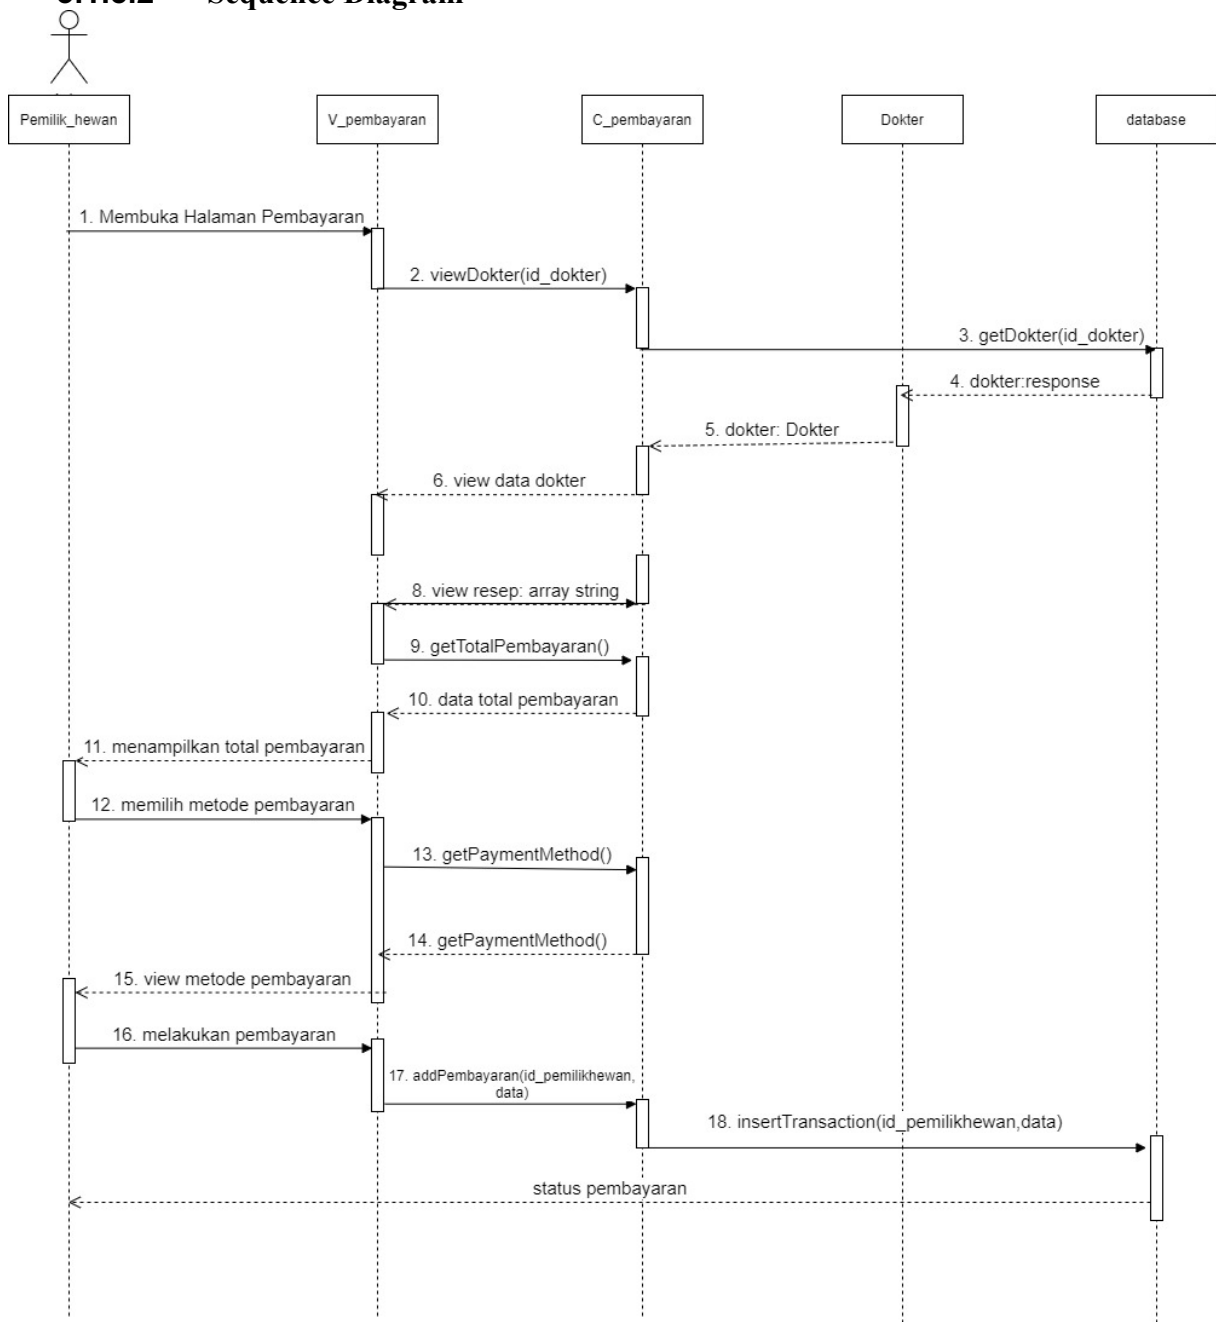 Sequence Diagram
Pemilik_hewan
V_pembayaran
C_pembayaran
Dokter
database
1. Membuka Halaman Pembayaran
2. viewDokter(id_dokter)
3. getDokter(id_dokter)
4. dokter:response
5. dokter: Dokter
6. view data dokter
8. view resep: array string
9. getTotalPembayaran()
10. data total pembayaran
11. menampilkan total pembayaran
12. memilih metode pembayaran
13. getPaymentMethod()
14. getPaymentMethod()
15. view metode pembayaran
16. melakukan pembayaran
17. addPembayaran(id_pemilikhewan,
data)
18. insertTransaction(id_pemilikhewan,data)
status pembayaran